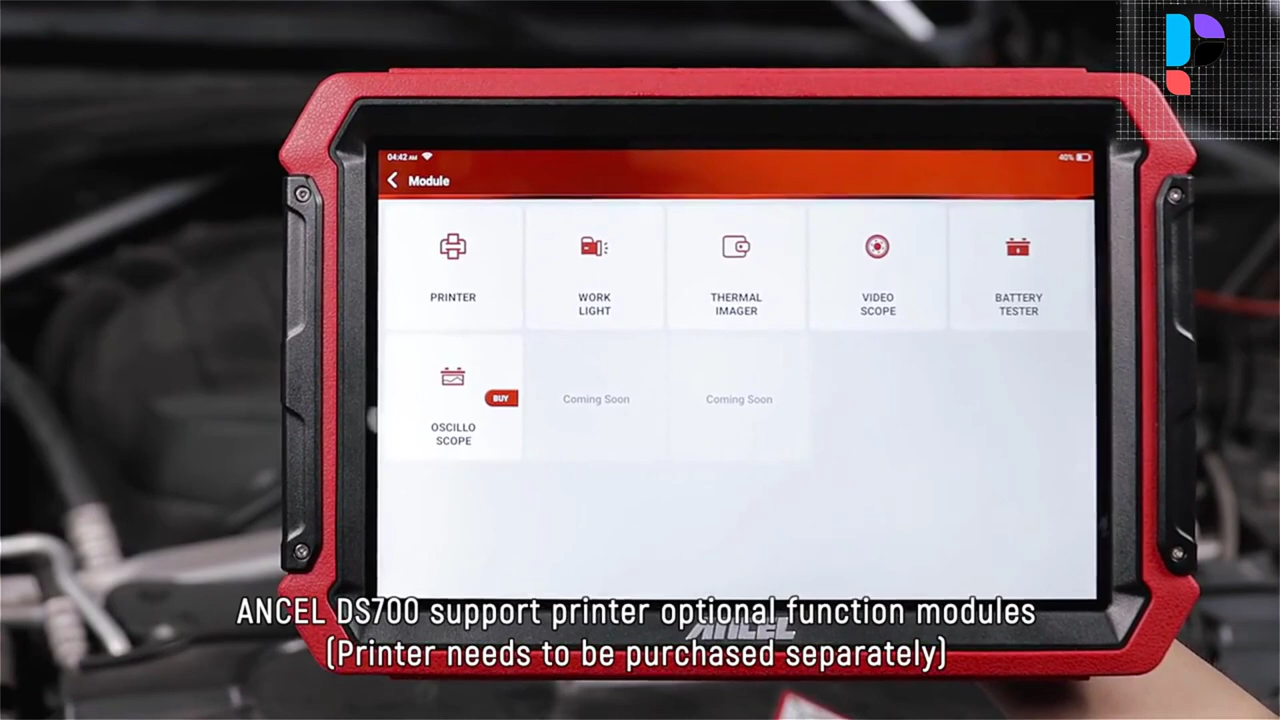 04:42 AM
40%
Module
PRINTER
WORK
LIGHT
THERMAL
IMAGER
VIDEO
SCOPE
BATTERY
TESTER
OSCILLO
SCOPE
BUY
Coming Soon
Coming Soon
ANCEL
ANCEL DS700 support printer optional function modules
(Printer needs to be purchased separately)